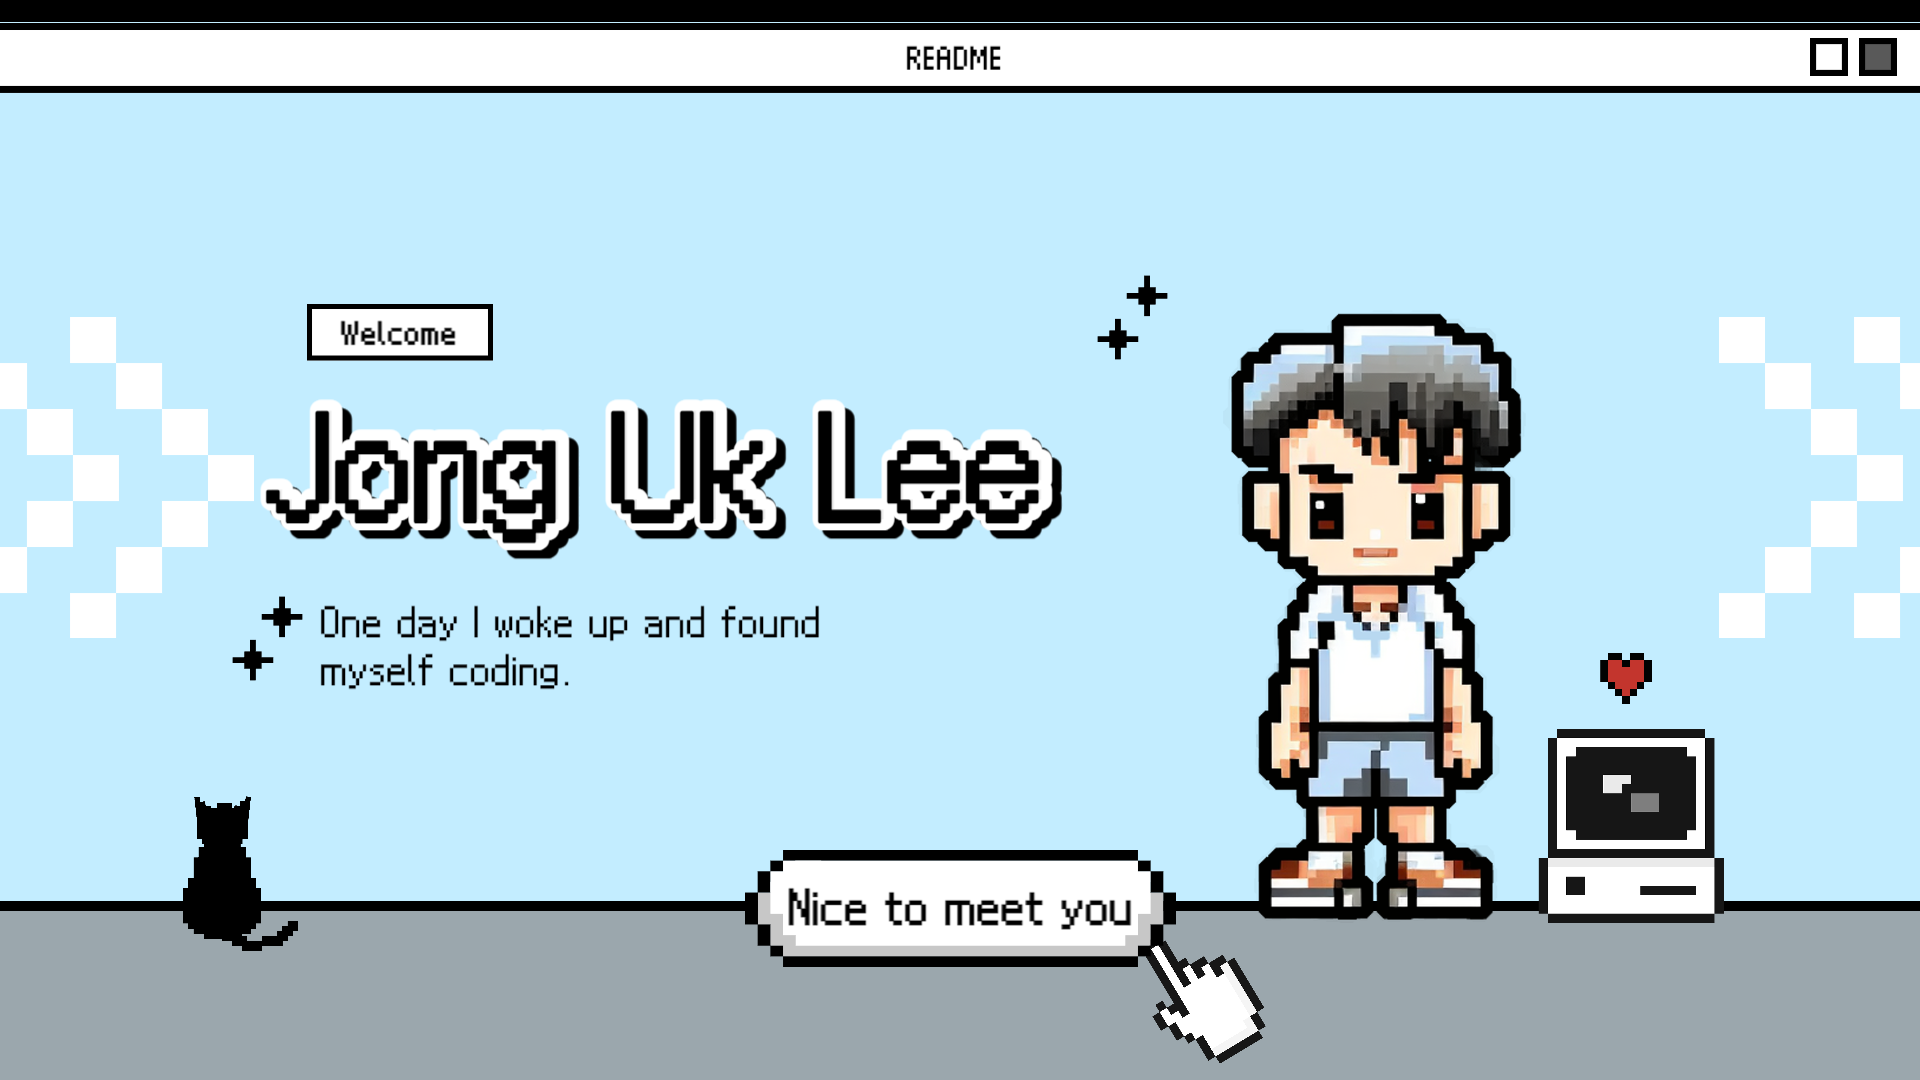 README
Welcome
Jong Uk Lee
One day I woke up and found
myself coding.
Nice to meet you